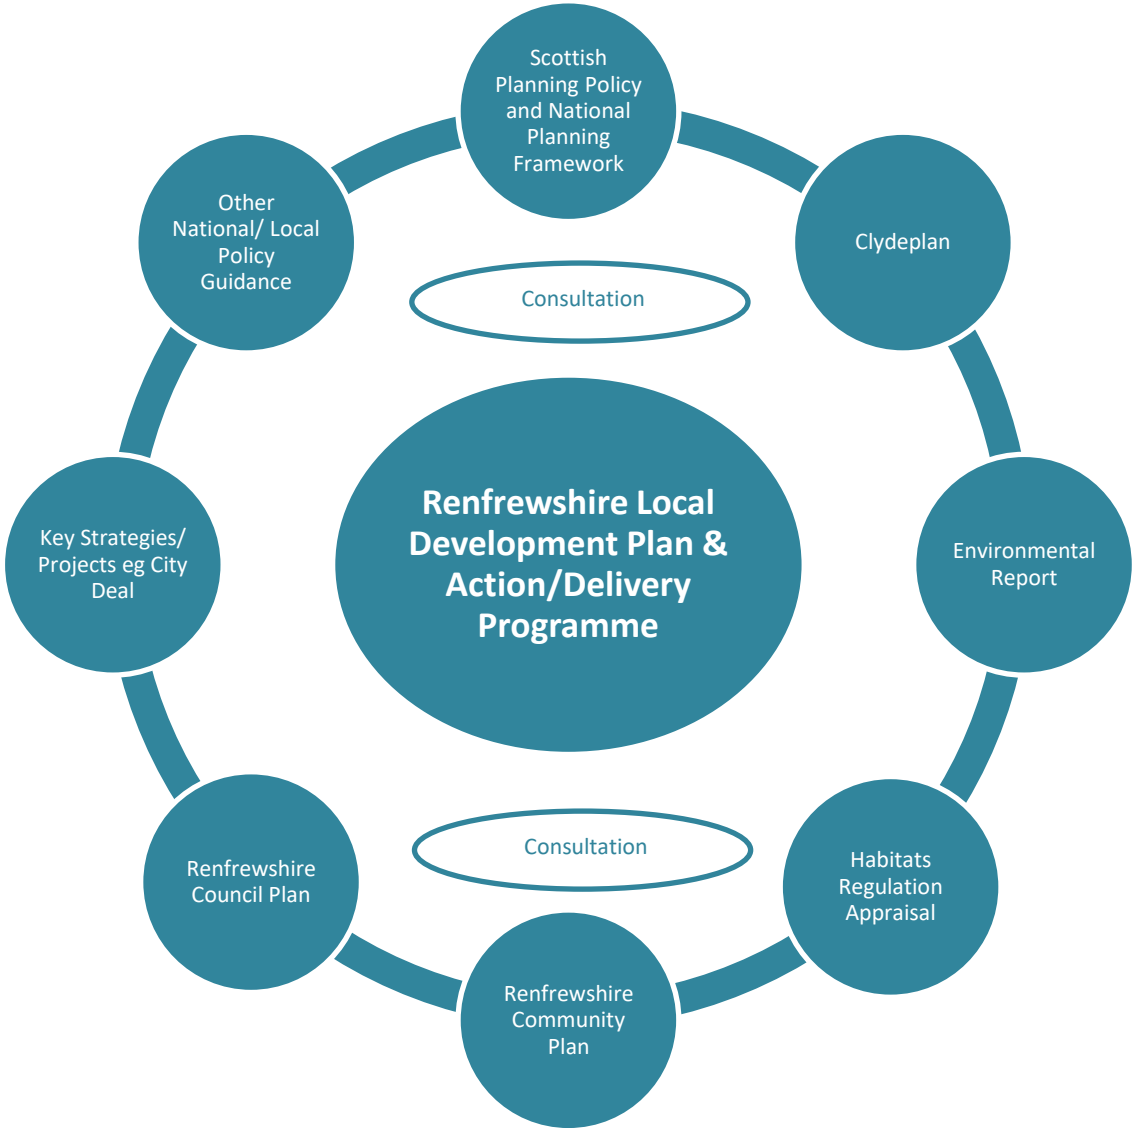 Scottish
Planning Policy
and National
Planning
Framework
Other
National/ Local
Policy
Guidance
Clydeplan
Consultation
Renfrewshire Local
Development Plan &
Action/Delivery
Programme
Key Strategies/
Projects eg City
Deal
Environmental
Report
Consultation
Renfrewshire
Council Plan
Habitats
Regulation
Appraisal
Renfrewshire
Community
Plan